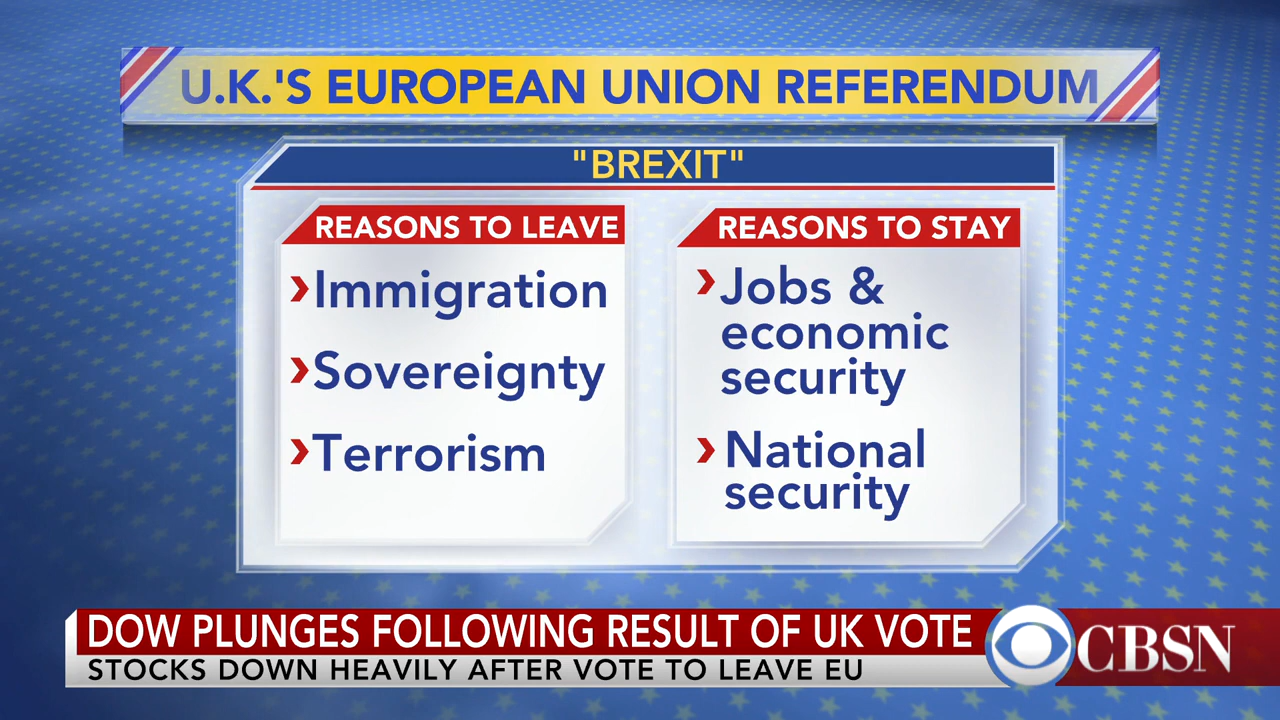 U.K.'S EUROPEAN UNION REFERENDUM
"BREXIT"
REASONS TO LEAVE
Immigration
Sovereignty
Terrorism
REASONS TO STAY
Jobs &
economic
security
National
security
DOW PLUNGES FOLLOWING RESULT OF UK VOTE
STOCKS DOWN HEAVILY AFTER VOTE TO LEAVE EU
CBSN